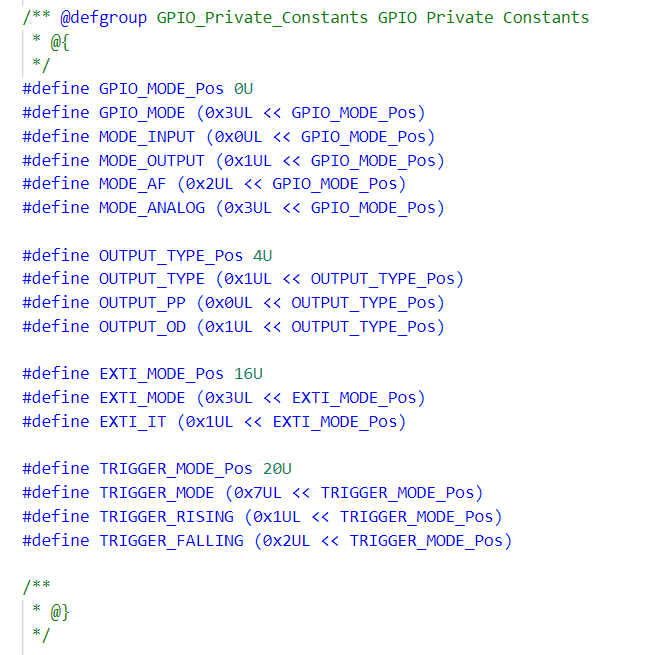 /** @defgroup GPIO_Private_Constants GPIO Private Constants
* @{
*/
#define GPIO_MODE_Pos 0U
#define GPIO_MODE (0x3UL << GPIO_MODE_Pos)
#define MODE_INPUT (0x0UL << GPIO_MODE_Pos)
#define MODE_OUTPUT (0x1UL << GPIO_MODE_Pos)
#define MODE_AF (0x2UL << GPIO_MODE_Pos)
#define MODE_ANALOG (0x3UL << GPIO_MODE_Pos)
#define OUTPUT_TYPE_Pos 4U
#define OUTPUT_TYPE (0x1UL << OUTPUT_TYPE_Pos)
#define OUTPUT_PP (0x0UL << OUTPUT_TYPE_Pos)
#define OUTPUT_OD (0x1UL << OUTPUT_TYPE_Pos)
#define EXTI_MODE_Pos 16U
#define EXTI_MODE (0x3UL << EXTI_MODE_Pos)
#define EXTI_IT (0x1UL << EXTI_MODE_Pos)
#define TRIGGER_MODE_Pos 20U
#define TRIGGER_MODE (0x7UL << TRIGGER_MODE_Pos)
#define TRIGGER_RISING (0x1UL << TRIGGER_MODE_Pos)
#define TRIGGER_FALLING (0x2UL << TRIGGER_MODE_Pos)
/**
* @}
*/